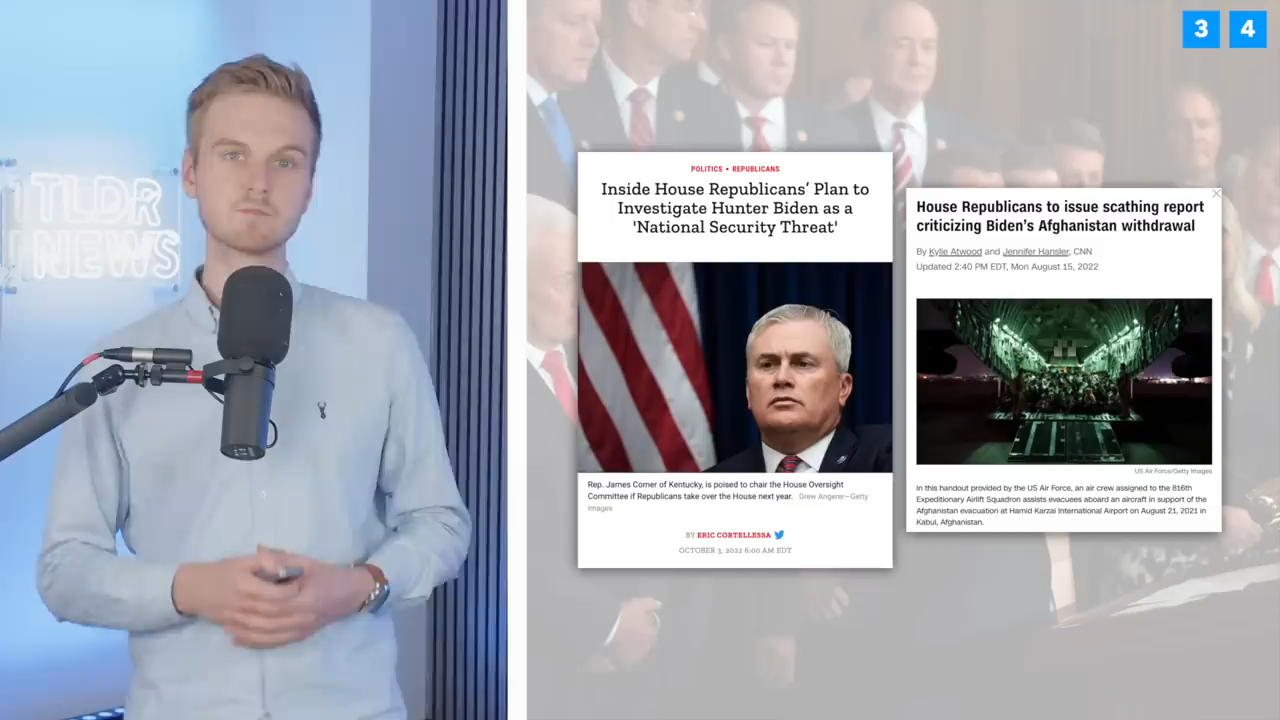 TLDR
NEWS
3 4
POLITICS • REPUBLICANS
Inside House Republicans' Plan to
Investigate Hunter Biden as a
'National Security Threat'
Rep. James Corner of Kentucky, is poised to chair the House Oversight
Committee if Republicans take over the House next year. Drew Angerer—Getty
Images
BY ERIC CORTELLESSA
OCTOBER 3, 2022 6:00 AM EDT
House Republicans to issue scathing report
criticizing Biden's Afghanistan withdrawal
By Kylie Atwood and Jennifer Hansler, CNN
Updated 2:40 PM EDT, Mon August 15, 2022
US Air Force/Getty Images
In this handout provided by the US Air Force, an air crew assigned to the 816th
Expeditionary Airlift Squadron assists evacuees aboard an aircraft in support of the
Afghanistan evacuation at Hamid Karzai International Airport on August 21, 2021 in
Kabul, Afghanistan.